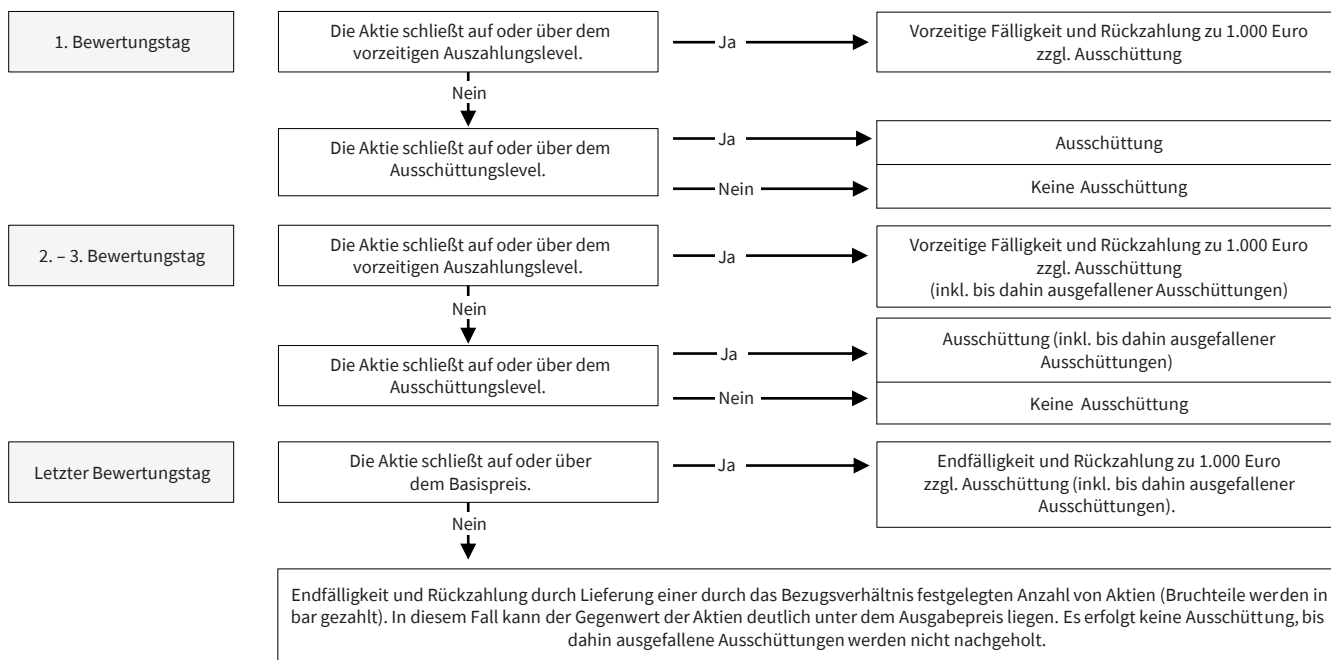 1. Bewertungstag
Die Aktie schließt auf oder über dem
vorzeitigen Auszahlungslevel.
Ja
Vorzeitige Fälligkeit und Rückzahlung zu 1.000 Euro
zzgl. Ausschüttung
Nein
Die Aktie schließt auf oder über dem
Ausschüttungslevel.
Ja
Ausschüttung
Nein
Keine Ausschüttung
2. – 3. Bewertungstag
Die Aktie schließt auf oder über dem
vorzeitigen Auszahlungslevel.
Ja
Vorzeitige Fälligkeit und Rückzahlung zu 1.000 Euro
zzgl. Ausschüttung
(inkl. bis dahin ausgefallener Ausschüttungen)
Nein
Die Aktie schließt auf oder über dem
Ausschüttungslevel.
Ja
Ausschüttung (inkl. bis dahin ausgefallener
Ausschüttungen)
Nein
Keine Ausschüttung
Letzter Bewertungstag
Die Aktie schließt auf oder über
dem Basispreis.
Ja
Endfälligkeit und Rückzahlung zu 1.000 Euro
zzgl. Ausschüttung (inkl. bis dahin ausgefallener
Ausschüttungen).
Nein
Endfälligkeit und Rückzahlung durch Lieferung einer durch das Bezugsverhältnis festgelegten Anzahl von Aktien (Bruchteile werden in
bar gezahlt). In diesem Fall kann der Gegenwert der Aktien deutlich unter dem Ausgabepreis liegen. Es erfolgt keine Ausschüttung, bis
dahin ausgefallene Ausschüttungen werden nicht nachgeholt.